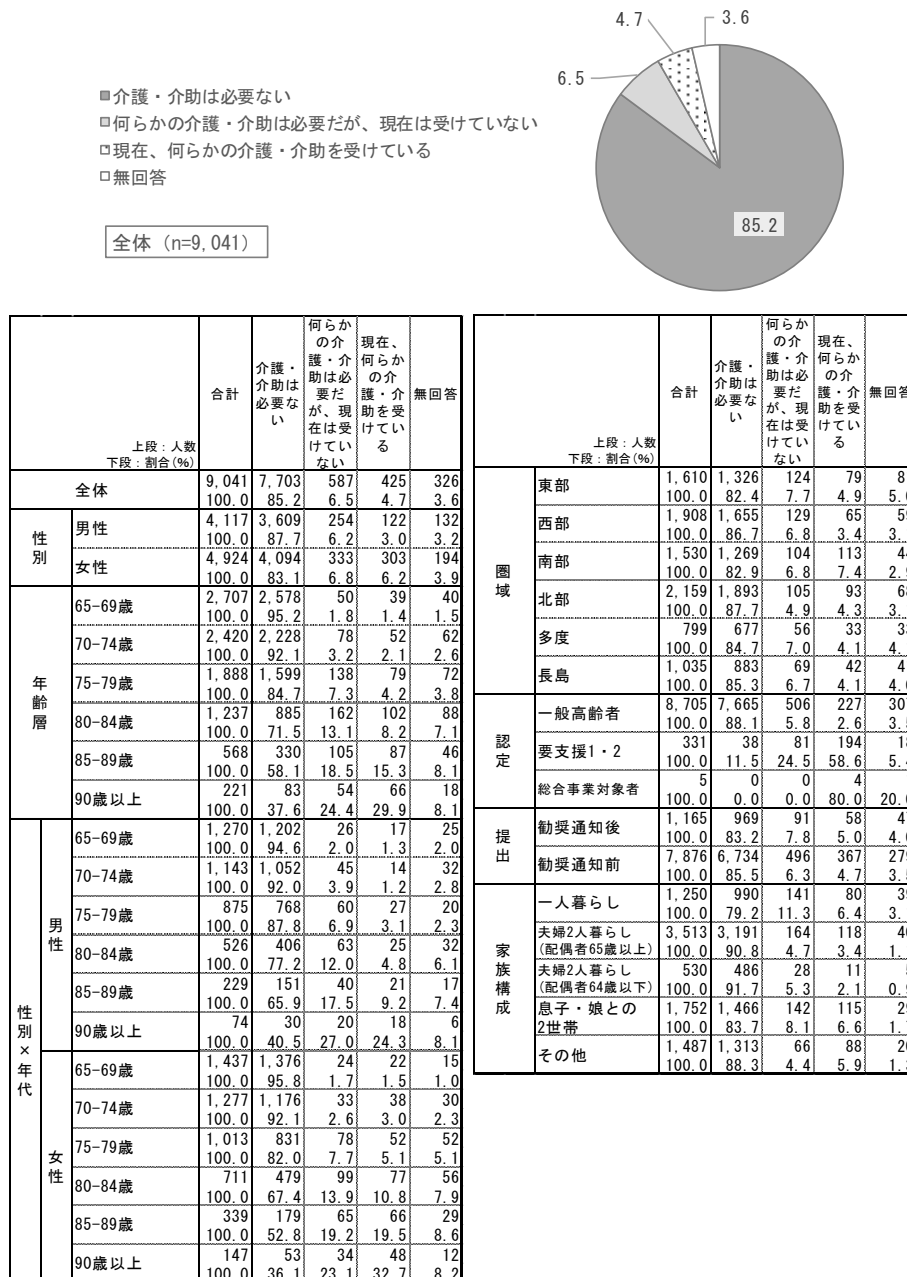 4.7
3.6
6.5
85.2
■介護・介助は必要ない
□何らかの介護・介助は必要だが、現在は受けていない
□現在、何らかの介護・介助を受けている
□無回答
全体（n=9,041）
上段：人数
下段：割合(%)
合計
介護・介助は必要ない
何らかの介護・介助は必要だが、現在は受けていない
現在、何らかの介護・介助を受けている
無回答
全体 9,041 7,703 587 425 326
100.0 85.2 6.5 4.7 3.6
性別
男性 4,117 3,609 254 122 132
100.0 87.7 6.2 3.0 3.2
女性 4,924 4,094 333 303 194
100.0 83.1 6.8 6.2 3.9
年齢層
65-69歳 2,707 2,578 50 39 40
100.0 95.2 1.8 1.4 1.5
70-74歳 2,420 2,228 78 52 62
100.0 92.1 3.2 2.1 2.6
75-79歳 1,888 1,599 138 79 72
100.0 84.7 7.3 4.2 3.8
80-84歳 1,237 885 162 102 88
100.0 71.5 13.1 8.2 7.1
85-89歳 568 330 105 87 46
100.0 58.1 18.5 15.3 8.1
90歳以上 221 83 54 66 18
100.0 37.6 24.4 29.9 8.1
性別×年代
男性
65-69歳 1,270 1,202 26 17 25
100.0 94.6 2.0 1.3 2.0
70-74歳 1,143 1,052 45 14 32
100.0 92.0 3.9 1.2 2.8
75-79歳 875 768 60 27 20
100.0 87.8 6.9 3.1 2.3
80-84歳 526 406 63 25 32
100.0 77.2 12.0 4.8 6.1
85-89歳 229 151 40 21 17
100.0 65.9 17.5 9.2 7.4
90歳以上 74 30 20 18 6
100.0 40.5 27.0 24.3 8.1
女性
65-69歳 1,437 1,376 24 22 15
100.0 95.8 1.7 1.5 1.0
70-74歳 1,277 1,176 33 38 30
100.0 92.1 2.6 3.0 2.3
75-79歳 1,013 831 78 52 52
100.0 82.0 7.7 5.1 5.1
80-84歳 711 479 99 77 56
100.0 67.4 13.9 10.8 7.9
85-89歳 339 179 65 66 29
100.0 52.8 19.2 19.5 8.6
90歳以上 147 53 34 48 12
100.0 36.1 23.1 32.7 8.2
上段：人数
下段：割合(%)
合計
介護・介助は必要ない
何らかの介護・介助は必要だが、現在は受けていない
現在、何らかの介護・介助を受けている
無回答
圏域
東部 1,610 1,326 124 79
100.0 82.4 7.7 4.9
西部 1,908 1,655 129 65
100.0 86.7 6.8 3.4
南部 1,530 1,269 104 113
100.0 82.9 6.8 7.4
北部 2,159 1,893 105 93
100.0 87.7 4.9 4.3
多度 799 677 56 33
100.0 84.7 7.0 4.1
長島 1,035 883 69 42
100.0 85.3 6.7 4.1
認定
一般高齢者 8,705 7,665 506 227
100.0 88.1 5.8 2.6
要支援1・2 331 38 81 194
100.0 11.5 24.5 58.6
総合事業対象者 5 0 0 4
100.0 0.0 0.0 80.0
提出
勧奨通知後 1,165 969 91 58
100.0 83.2 7.8 5.0
勧奨通知前 7,876 6,734 496 367
100.0 85.5 6.3 4.7
家族構成
一人暮らし 1,250 990 141 80
100.0 79.2 11.3 6.4
夫婦2人暮らし 3,513 3,191 164 118
(配偶者65歳以上) 100.0 90.8 4.7 3.4
夫婦2人暮らし 530 486 28 11
(配偶者64歳以下) 100.0 91.7 5.3 2.1
息子・娘との 1,752 1,466 142 115
2世帯 100.0 83.7 8.1 6.6
その他 1,487 1,313 66 88
100.0 88.3 4.4 5.9